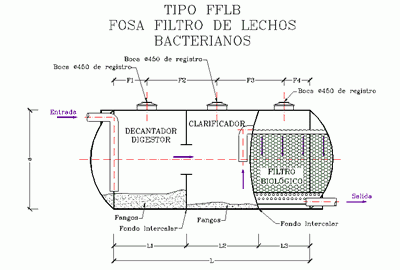 TIPO FFLB
FOSA FILTRO DE LECHOS
BACTERIANOS
Boca ø450 de registro
Boca ø450 de registro
Boca ø450 de registro
F1
F2
F3
F4
Entrada
DECANTADOR
DIGESTOR
CLARIFICADOR
FILTRO
BIOLÓGICO
Salida
ø
Fangos
Fangos
Fondo Intercalar
Fondo Intercalar
L1
L2
L3
L